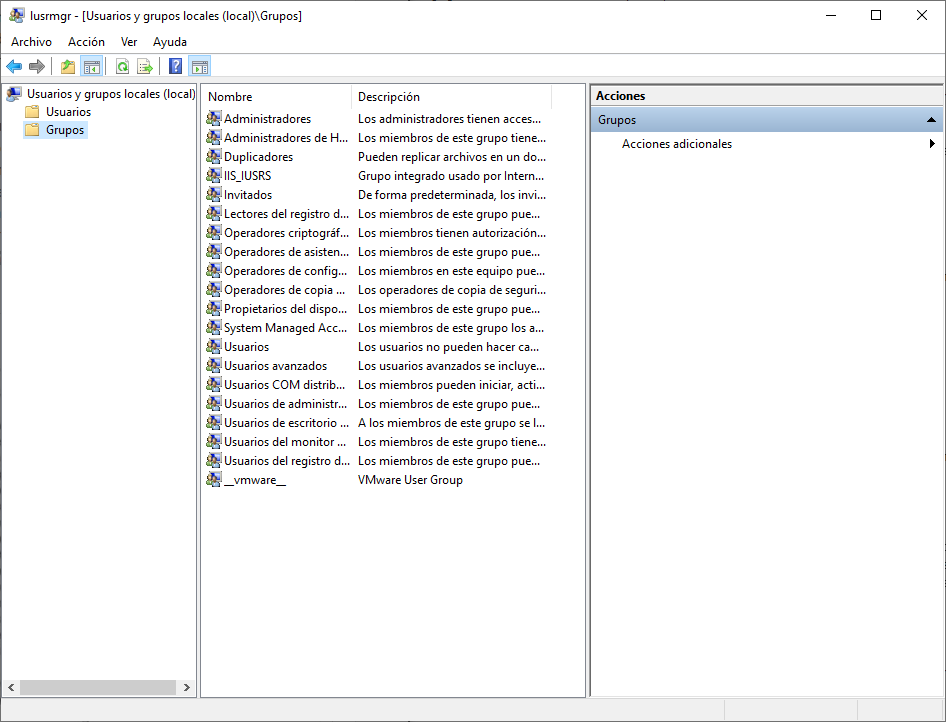 lusrmgr - [Usuarios y grupos locales (local)\Grupos]
Archivo Acción Ver Ayuda
Usuarios y grupos locales (local)
Usuarios
Grupos
Nombre Descripción
Administradores Los administradores tienen acces...
Administradores de H... Los miembros de este grupo tiene...
Duplicadores Pueden replicar archivos en un do...
IIS_IUSRS Grupo integrado usado por Intern...
Invitados De forma predeterminada, los invi...
Lectores del registro d... Los miembros de este grupo pue...
Operadores criptográf... Los miembros tienen autorización...
Operadores de asisten... Los miembros de este grupo pue...
Operadores de config... Los miembros en este equipo pue...
Operadores de copia ... Los operadores de copia de seguri...
Propietarios del dispo... Los miembros de este grupo pue...
System Managed Acc... Los miembros de este grupo los a...
Usuarios Los usuarios no pueden hacer ca...
Usuarios avanzados Los usuarios avanzados se incluye...
Usuarios COM distrib... Los miembros pueden iniciar, acti...
Usuarios de administr... Los miembros de este grupo pue...
Usuarios de escritorio ... A los miembros de este grupo se l...
Usuarios del monitor ... Los miembros de este grupo tiene...
Usuarios del registro d... Los miembros de este grupo pue...
__vmware__ VMware User Group
Acciones
Grupos
Acciones adicionales